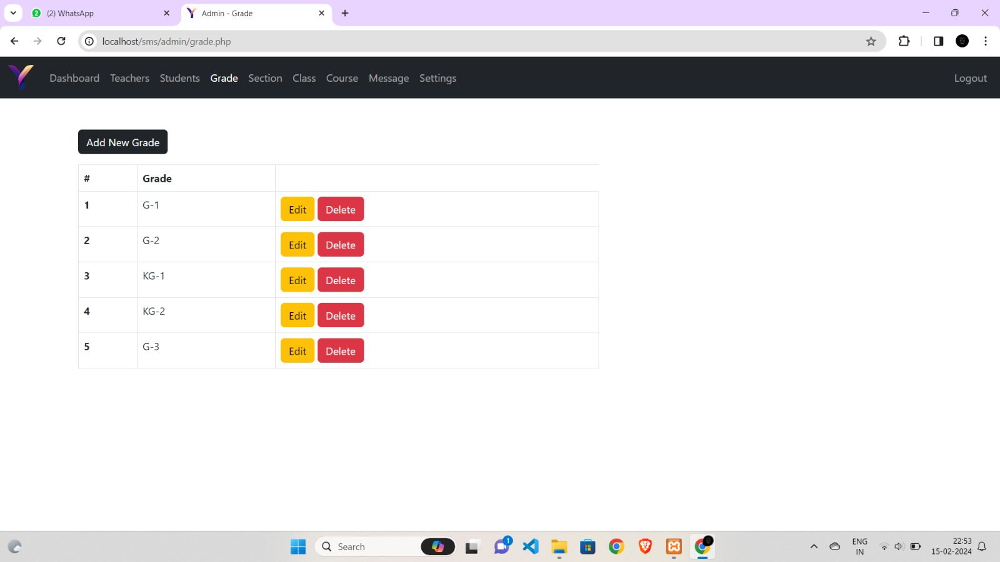 (2) WhatsApp
Admin - Grade
localhost/sms/admin/grade.php
Dashboard Teachers Students Grade Section Class Course Message Settings Logout
Add New Grade
# Grade
1 G-1 Edit Delete
2 G-2 Edit Delete
3 KG-1 Edit Delete
4 KG-2 Edit Delete
5 G-3 Edit Delete
Search
1
ENG
IN
22:53
15-02-2024